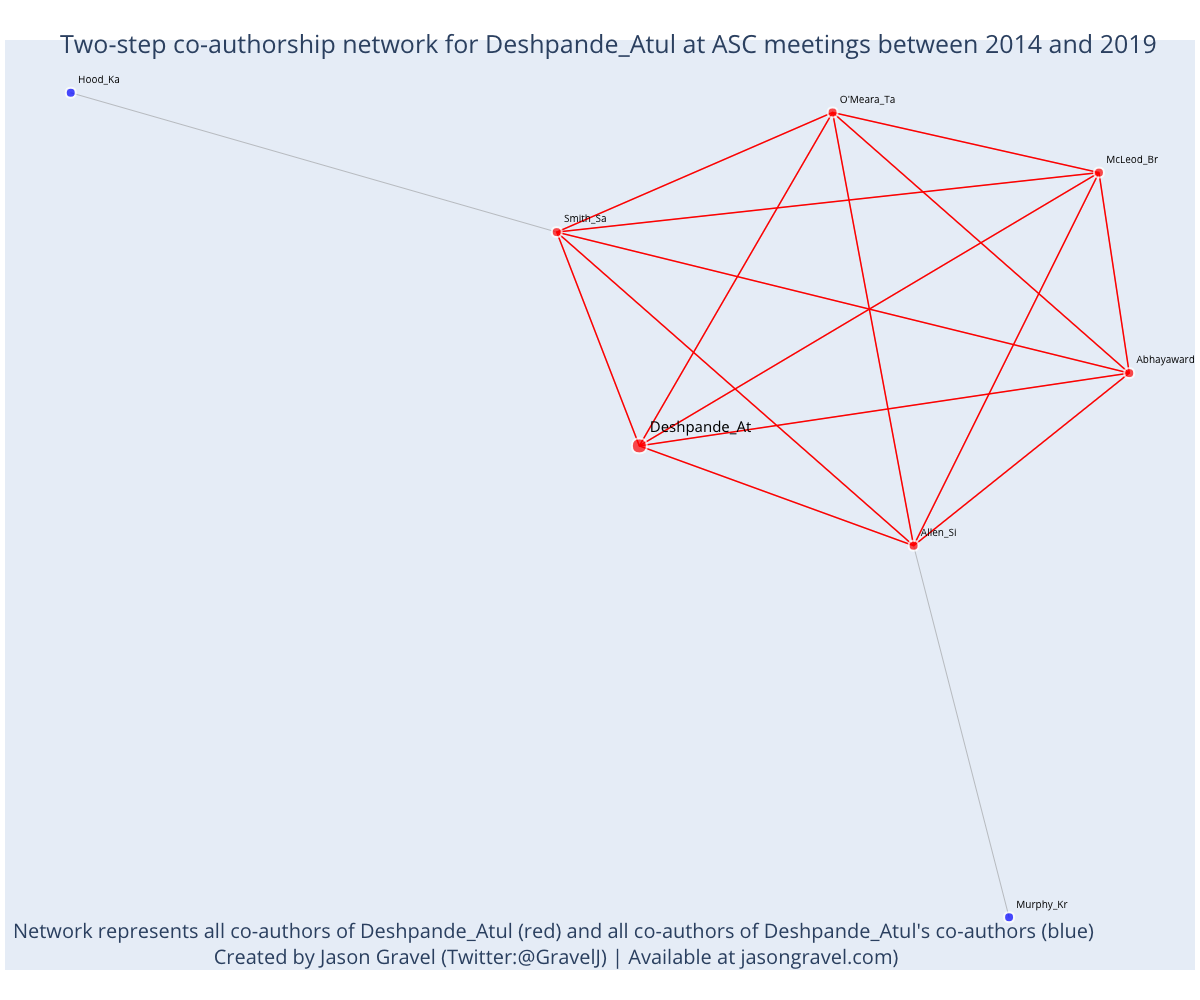 Two-step co-authorship network for Deshpande_Atul at ASC meetings between 2014 and 2019
Hood_Ka
O'Meara_Ta
McLeod_Br
Smith_Sa
Abhayaward
Deshpande_At
Allen_Si
Murphy_Kr
Network represents all co-authors of Deshpande_Atul (red) and all co-authors of Deshpande_Atul's co-authors (blue)
Created by Jason Gravel (Twitter:@GravelJ) | Available at jasongravel.com)